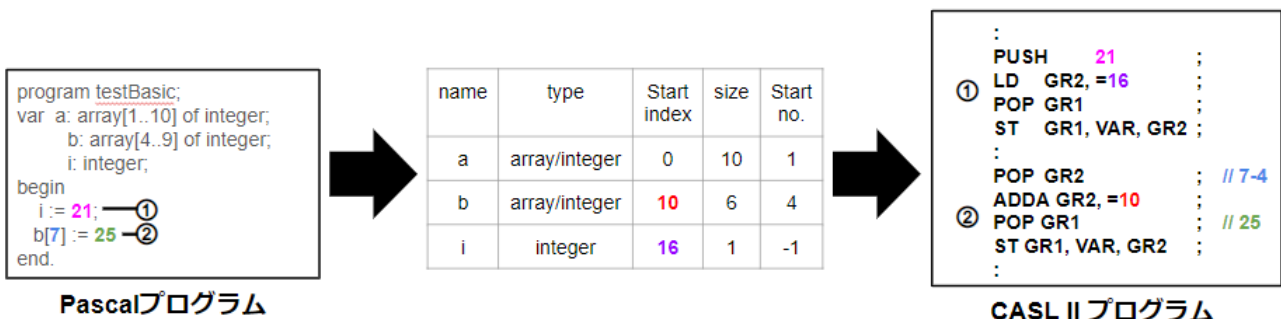 program testBasic;
var a: array[1..10] of integer;
b: array[4..9] of integer;
i: integer;
begin
i := 21; ①
b[7] := 25 ②
end.
Pascalプログラム
name type Start index size Start no.
a array/integer 0 10 1
b array/integer 10 6 4
i integer 16 1 -1
:
PUSH 21 ;
① LD GR2, =16 ;
POP GR1 ;
ST GR1, VAR, GR2 ;
:
POP GR2 ; // 7-4
ADDA GR2, =10 ;
② POP GR1 ; // 25
ST GR1, VAR, GR2 ;
:
CASL II プログラム